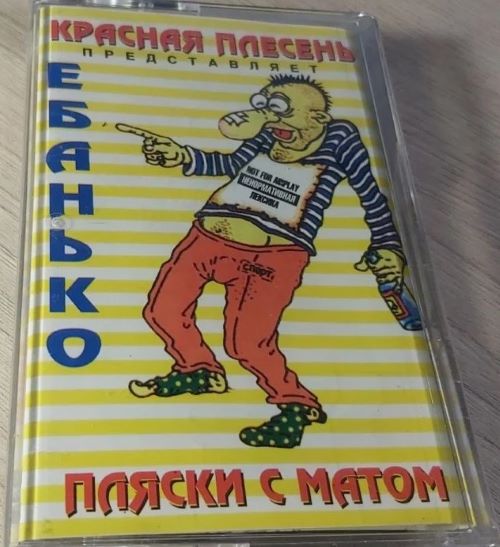 КРАСНАЯ ПЛЕСЕНЬ
ПРЕДСТАВЛЯЕТ
ЕБАНЬКО
NOT FOR AIRPLAY
НЕНОРМАТИВНАЯ
ЛЕКСИКА
СПОРТ
ПЛЯСКИ С МАТОМ